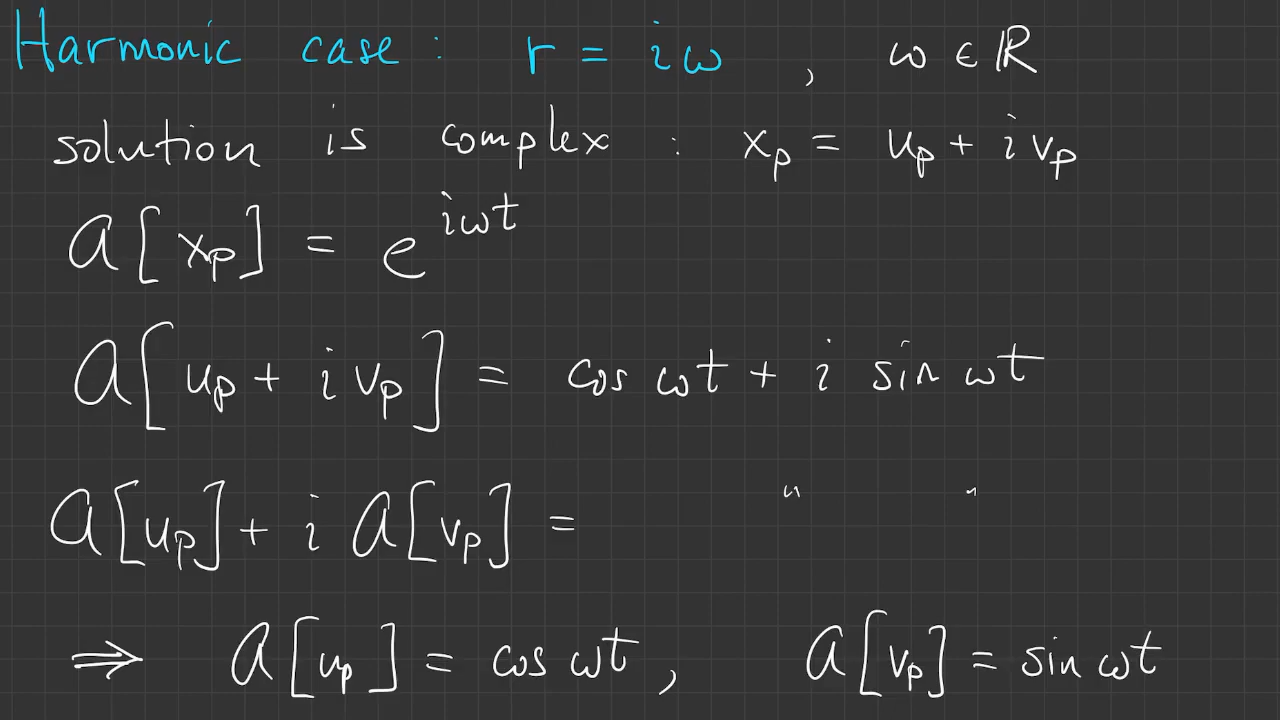 Harmonic case : r = iω , ω ∈ ℝ
solution is complex : xₚ = uₚ + i vₚ
a[xₚ] = e^{iωt}
a[uₚ + i vₚ] = cos ωt + i sin ωt
a[uₚ] + i a[vₚ] = " "
⇒ a[uₚ] = cos ωt , a[vₚ] = sin ωt